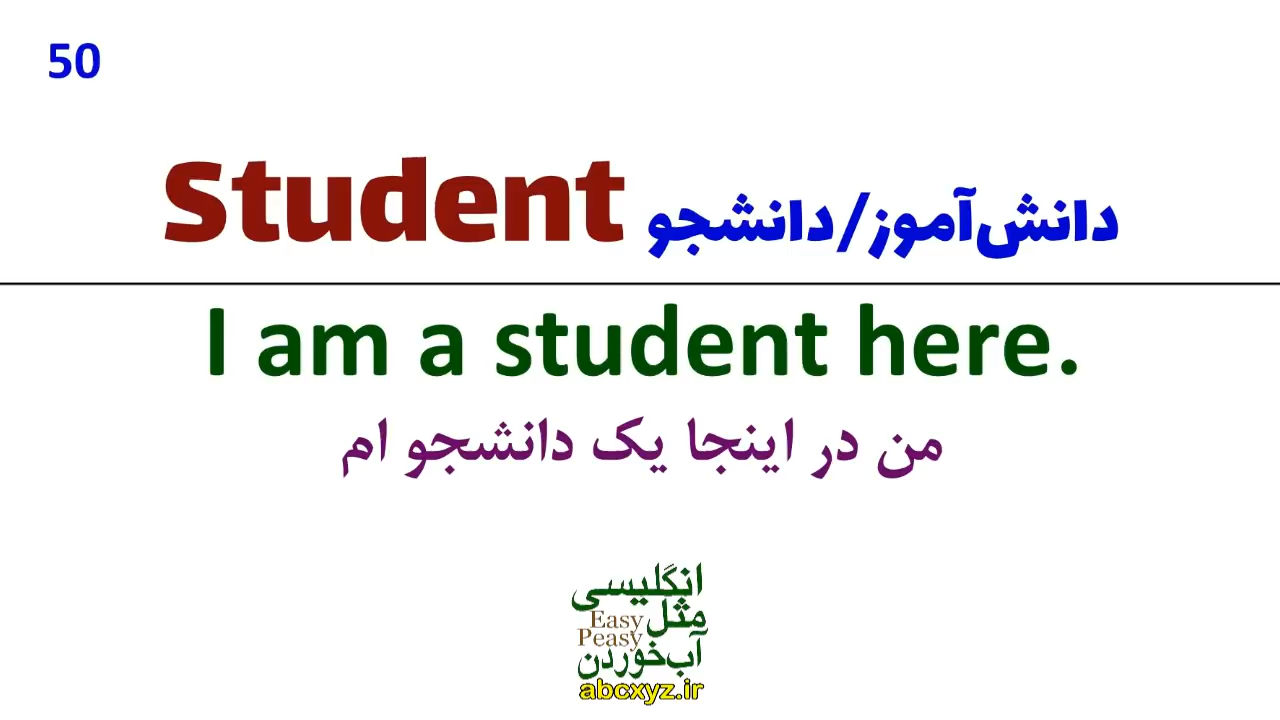 50
Student دانش‌آموز/دانشجو
I am a student here.
من در اینجا یک دانشجو ام
انگلیسی
مثل Easy
Peasy
آب‌خوردن
abcxyz.ir